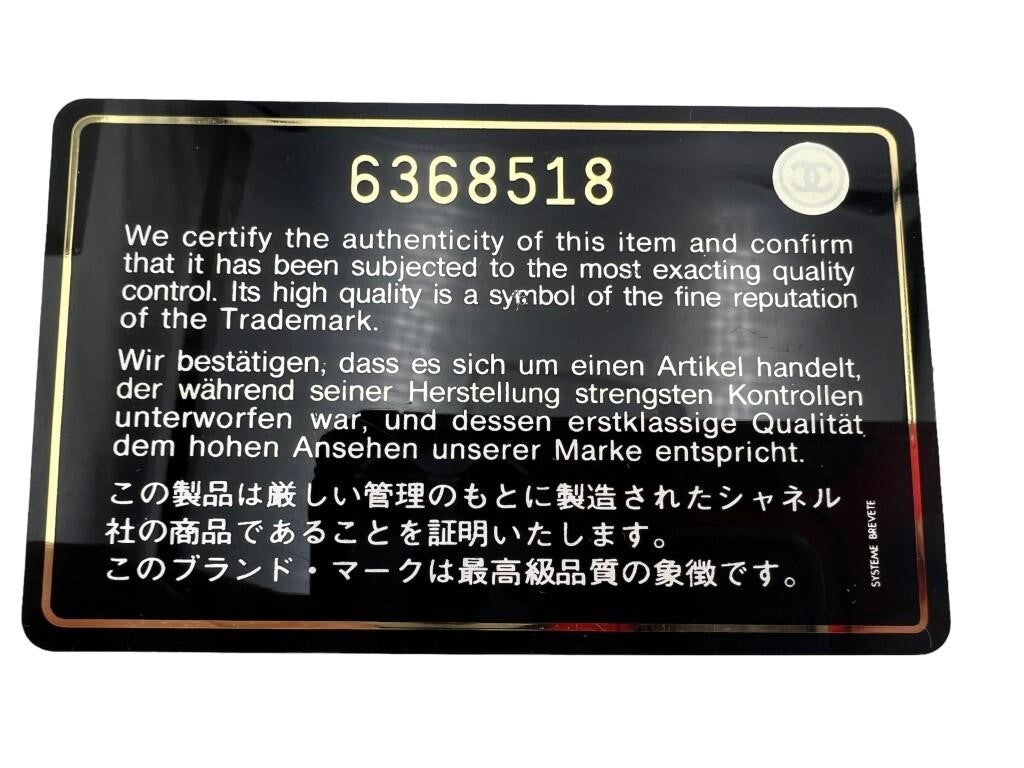 6368518
We certify the authenticity of this item and confirm
that it has been subjected to the most exacting quality
control. Its high quality is a symbol of the fine reputation
of the Trademark.
Wir bestätigen, dass es sich um einen Artikel handelt,
der während seiner Herstellung strengsten Kontrollen
unterworfen war, und dessen erstklassige Qualität
dem hohen Ansehen unserer Marke entspricht.
この製品は厳しい管理のもとに製造されたシャネル
社の商品であることを証明いたします。
このブランド・マークは最高級品質の象徴です。
SYSTEME BREVETE